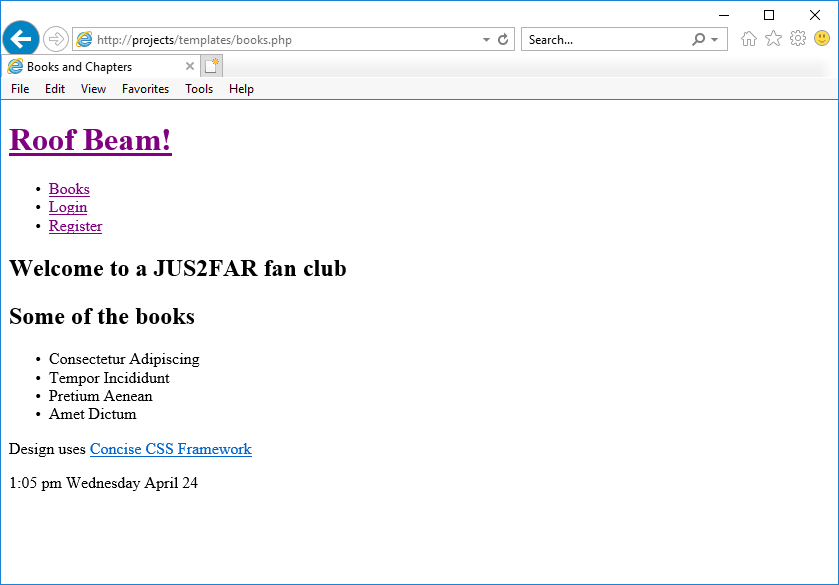 http://projects/templates/books.php
Search...
Books and Chapters
File Edit View Favorites Tools Help
Roof Beam!
• Books
• Login
• Register
Welcome to a JUS2FAR fan club
Some of the books
• Consectetur Adipiscing
• Tempor Incididunt
• Pretium Aenean
• Amet Dictum
Design uses Concise CSS Framework
1:05 pm Wednesday April 24